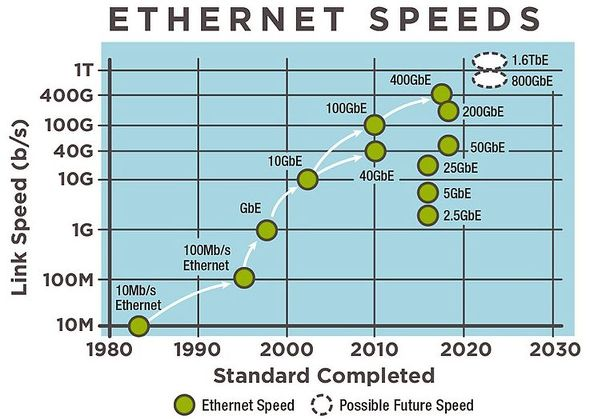 ETHERNET SPEEDS
Link Speed (b/s)
1T
400G
100G
40G
10G
1G
100M
10M
1.6TbE
800GbE
400GbE
200GbE
100GbE
50GbE
40GbE
25GbE
10GbE
5GbE
2.5GbE
GbE
100Mb/s
Ethernet
10Mb/s
Ethernet
1980 1990 2000 2010 2020 2030
Standard Completed
Ethernet Speed Possible Future Speed